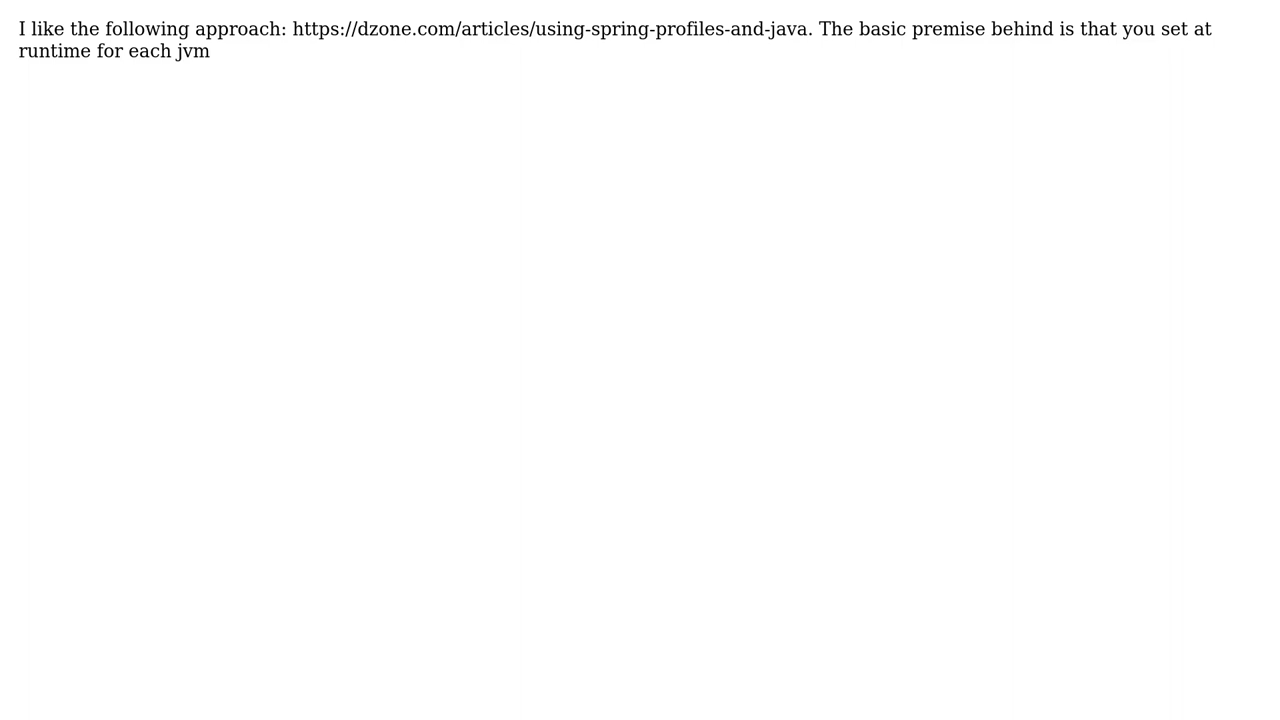 I like the following approach: https://dzone.com/articles/using-spring-profiles-and-java. The basic premise behind is that you set at
runtime for each jvm